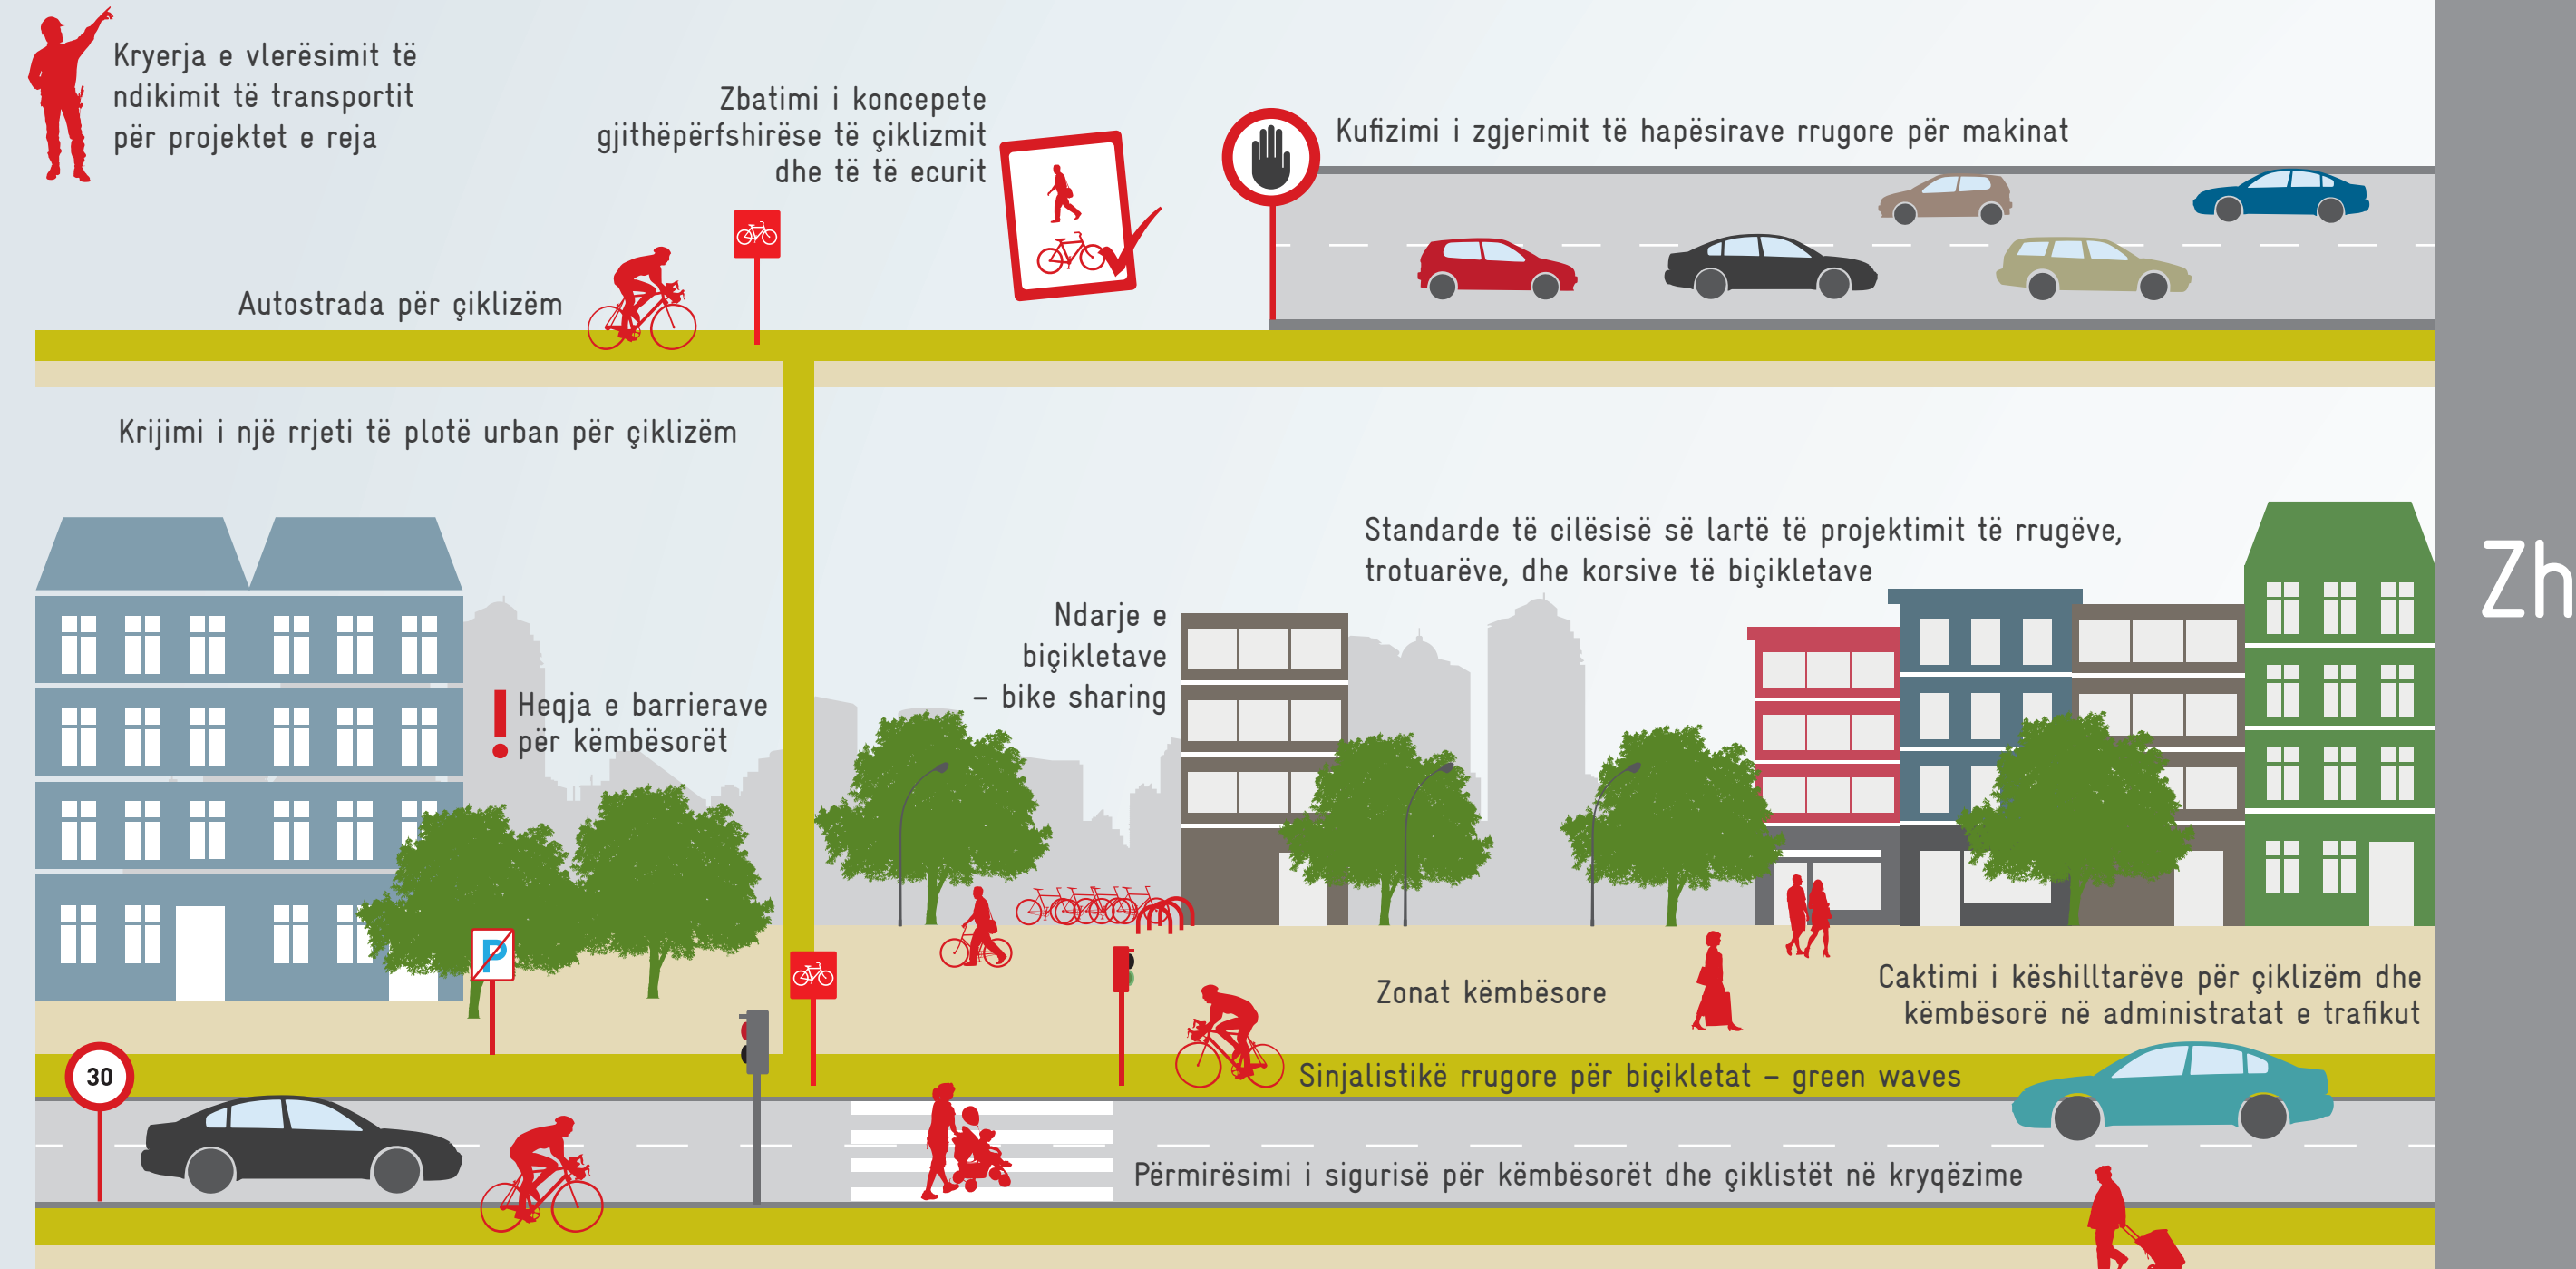 Kryerja e vlerësimit të
ndikimit të transportit
për projektet e reja
Zbatimi i koncepete
gjithëpërfshirëse të çiklizmit
dhe të të ecurit
Kufizimi i zgjerimit të hapësirave rrugore për makinat
Autostrada për çiklizëm
Krijimi i një rrjeti të plotë urban për çiklizëm
Standarde të cilësisë së lartë të projektimit të rrugëve,
trotuarëve, dhe korsive të biçikletave
Zh
Ndarje e
biçikletave
– bike sharing
Heqja e barrierave
për këmbësorët
P
Zonat këmbësore
Caktimi i këshilltarëve për çiklizëm dhe
këmbësorë në administratat e trafikut
30
Sinjalistikë rrugore për biçikletat – green waves
Përmirësimi i sigurisë për këmbësorët dhe çiklistët në kryqëzime